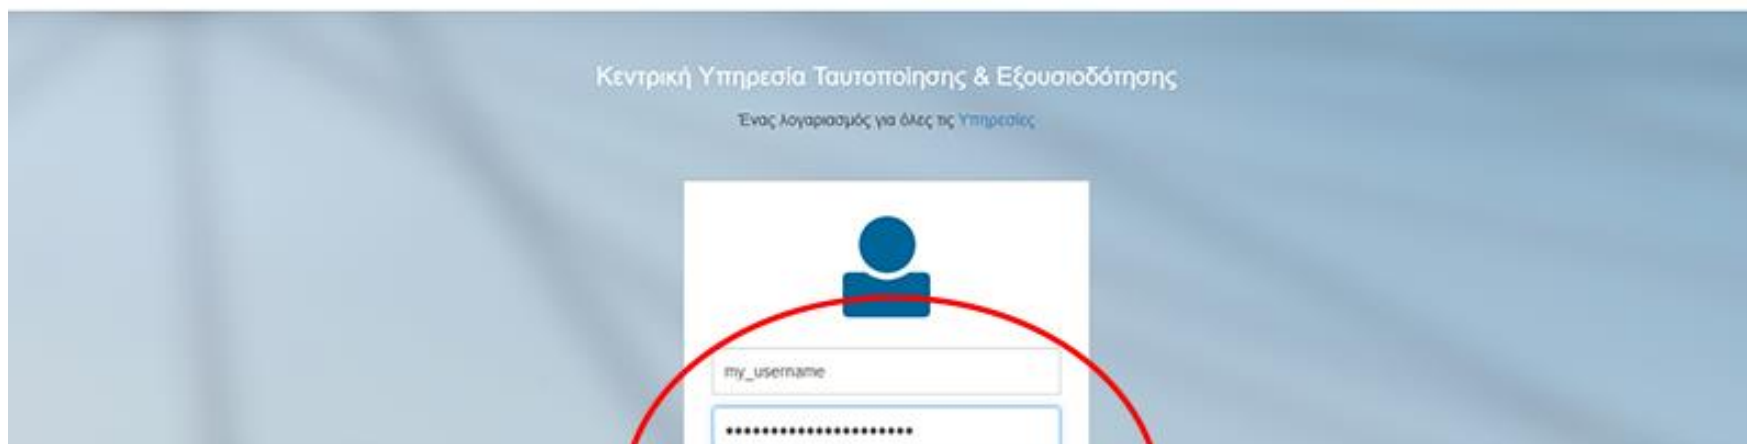 Κεντρική Υπηρεσία Ταυτοποίησης & Εξουσιοδότησης
Ένας λογαριασμός για όλες τις Υπηρεσίες
my_username
•••••••••••••••••••••